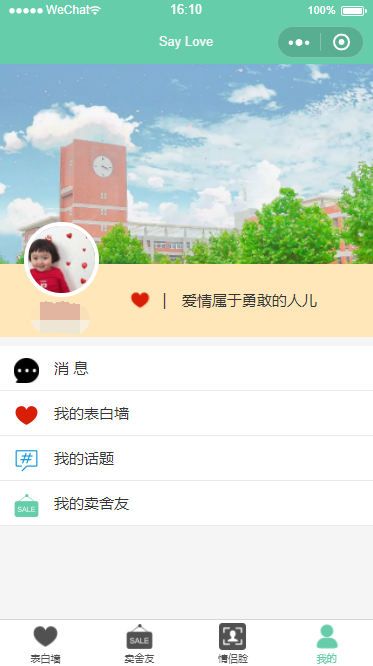 WeChat
16:10
100%
Say Love
| 爱情属于勇敢的人儿
消 息
我的表白墙
#
我的话题
SALE
我的卖舍友
SALE
表白墙
卖舍友
情侣脸
我的